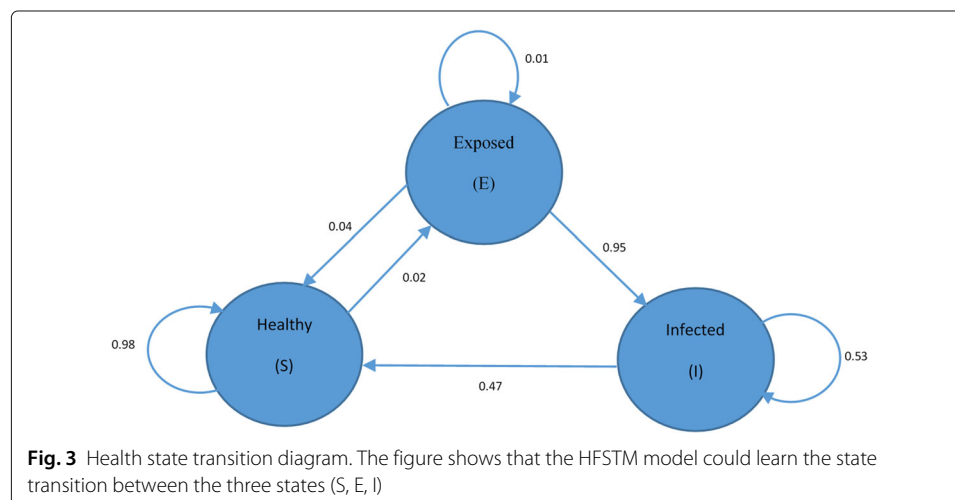 0.01
Exposed
(E)
0.04
0.02
0.95
Healthy
(S)
0.98
Infected
(I)
0.53
0.47
Fig. 3 Health state transition diagram. The figure shows that the HFSTM model could learn the state
transition between the three states (S, E, I)